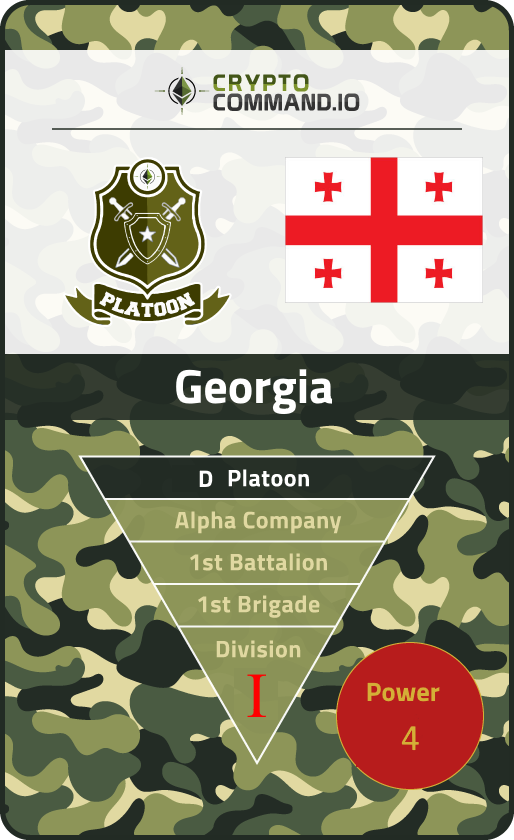 CRYPTO
COMMAND.IO
PLATOON
Georgia
D Platoon
Alpha Company
1st Battalion
1st Brigade
Division
I
Power
4